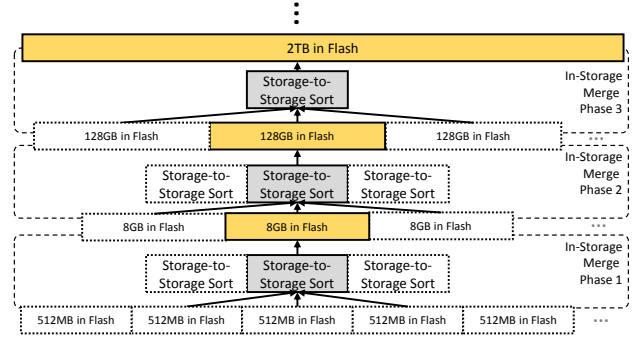 2TB in Flash
Storage-to-
Storage Sort
In-Storage
Merge
Phase 3
128GB in Flash
128GB in Flash
128GB in Flash
...
Storage-to-
Storage Sort
Storage-to-
Storage Sort
Storage-to-
Storage Sort
In-Storage
Merge
Phase 2
8GB in Flash
8GB in Flash
8GB in Flash
...
Storage-to-
Storage Sort
Storage-to-
Storage Sort
Storage-to-
Storage Sort
In-Storage
Merge
Phase 1
512MB in Flash
512MB in Flash
512MB in Flash
512MB in Flash
512MB in Flash
...